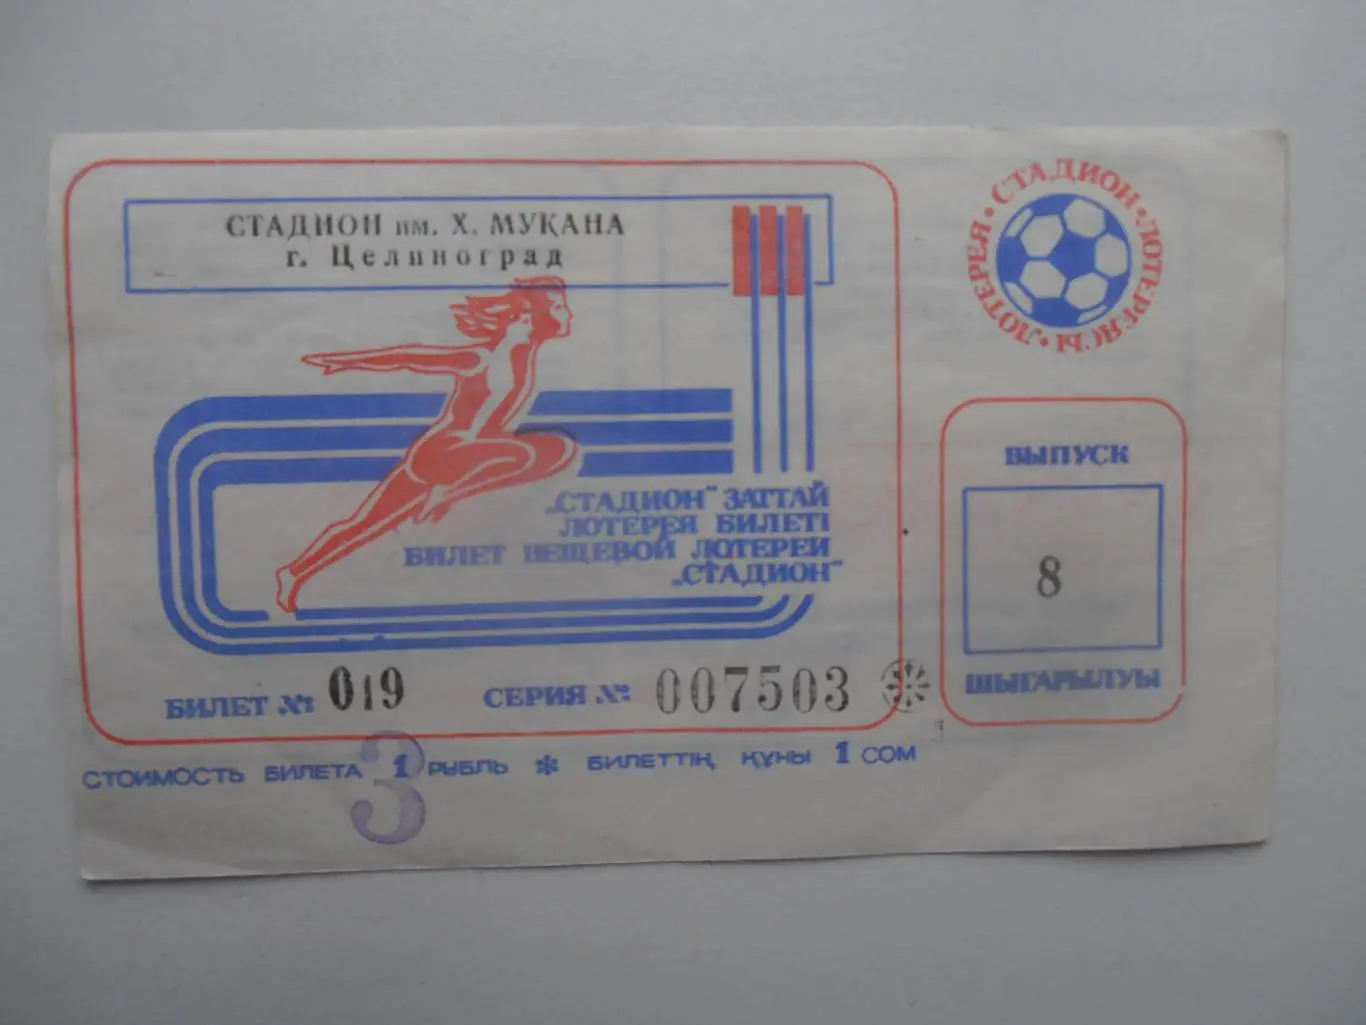 СТАДИОН им. Х. МУҚАНА
г. Целиноград
СТАДИОН • ЛОТЕРЕЯСЫ • ЛОТЕРЕЯ •
„СТАДИОН" ЗАТТАЙ
ЛОТЕРЕЯ БИЛЕТІ
БИЛЕТ ВЕЩЕВОЙ ЛОТЕРЕИ
„СТАДИОН"
ВЫПУСК
8
ШЫҒАРЫЛУЫ
БИЛЕТ № 019 СЕРИЯ № 007503
СТОИМОСТЬ БИЛЕТА 1 РУБЛЬ * БИЛЕТТІҢ ҚҰНЫ 1 СОМ
3